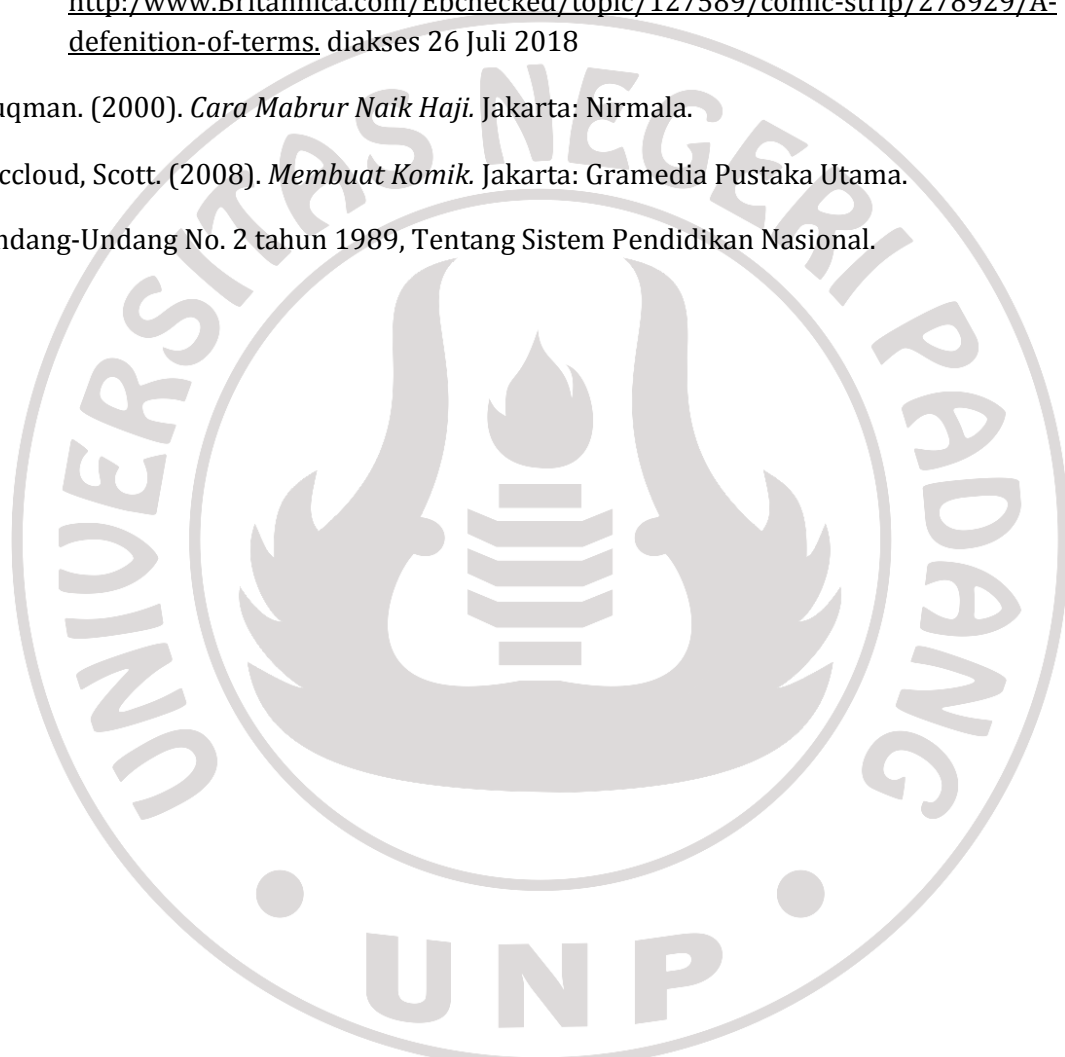 http:/www.Britannica.com/Ebchecked/topic/127589/comic-strip/278929/A-
defenition-of-terms. diakses 26 Juli 2018
uqman. (2000). Cara Mabrur Naik Haji. Jakarta: Nirmala.
ccloud, Scott. (2008). Membuat Komik. Jakarta: Gramedia Pustaka Utama.
ndang-Undang No. 2 tahun 1989, Tentang Sistem Pendidikan Nasional.
UNIVERSITAS NEGERI PADANG
UNP